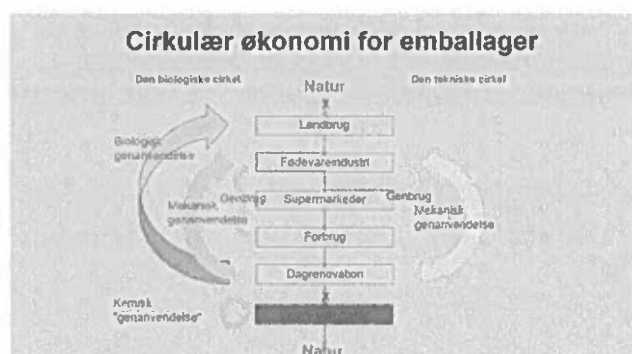 Cirkulær økonomi for emballager
Den biologiske cirkel
Natur
Den tekniske cirkel
Landbrug
Biologisk
genanvendelse
Fødevareindustri
Mekanisk
genanvendelse
Genbrug
Supermarkeder
Genbrug
Mekanisk
genanvendelse
Forbrug
Dagrenovation
Kemisk
"genanvendelse"
Natur